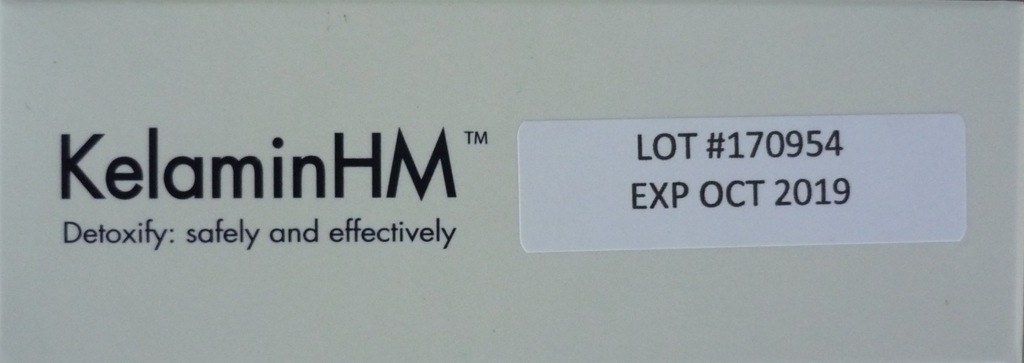 KelaminHM™
Detoxify: safely and effectively
LOT #170954
EXP OCT 2019